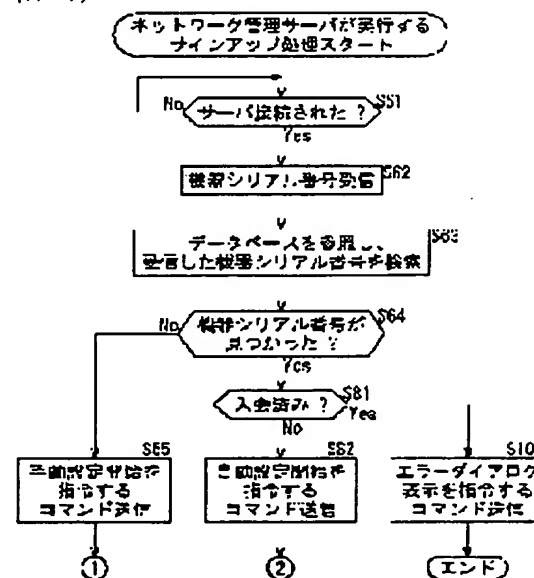 ネットワーク管理サーバが実行する
サインアップ処理スタート
No
サーバ接続された？
S61
Yes
機器シリアル番号受信
S62
データベースを参照し、
受信した機器シリアル番号を検索
S63
No
機器シリアル番号が
見つかった？
S64
Yes
入会済み？
S81
Yes
No
手動設定開始を
指令する
コマンド送信
S65
自動設定開始を
指令する
コマンド送信
S82
エラーダイアログ
表示を指令する
コマンド送信
S10
①
②
エンド